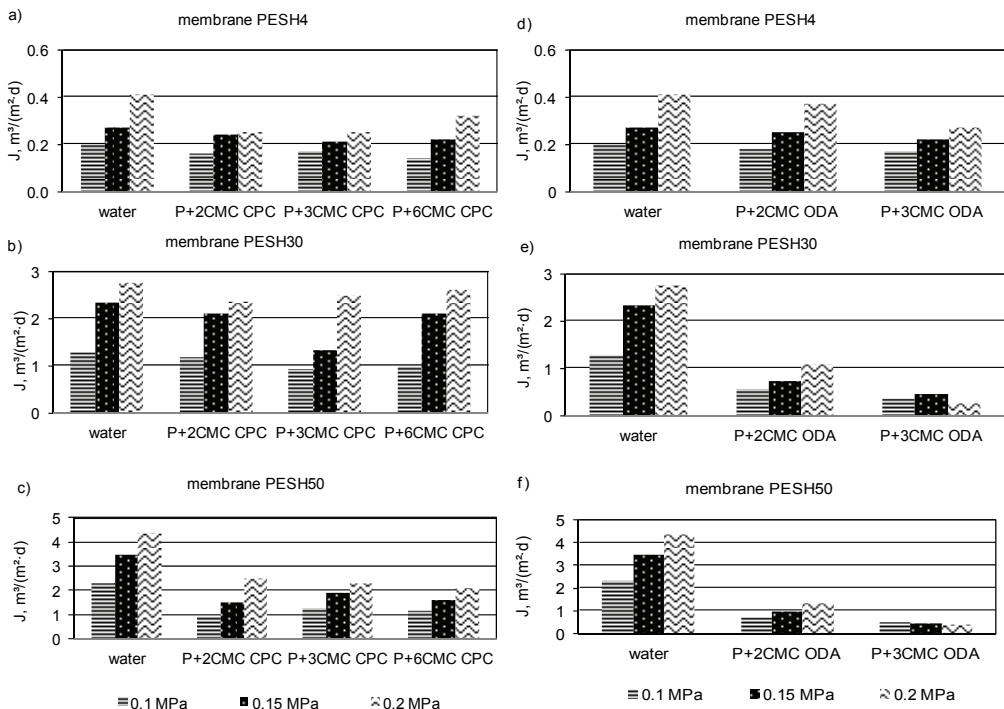 a)
membrane PESH4
J, m³/(m²·d)
0.6
0.4
0.2
0.0
water
P+2CMC CPC
P+3CMC CPC
P+6CMC CPC
d)
membrane PESH4
J, m³/(m²·d)
0.6
0.4
0.2
0.0
water
P+2CMC ODA
P+3CMC ODA
b)
membrane PESH30
J, m³/(m²·d)
3
2
1
0
water
P+2CMC CPC
P+3CMC CPC
P+6CMC CPC
e)
membrane PESH30
J, m³/(m²·d)
3
2
1
0
water
P+2CMC ODA
P+3CMC ODA
c)
membrane PESH50
J, m³/(m²·d)
5
4
3
2
1
0
water
P+2CMC CPC
P+3CMC CPC
P+6CMC CPC
f)
membrane PESH50
J, m³/(m²·d)
5
4
3
2
1
0
water
P+2CMC ODA
P+3CMC ODA
0.1 MPa
0.15 MPa
0.2 MPa
0.1 MPa
0.15 MPa
0.2 MPa